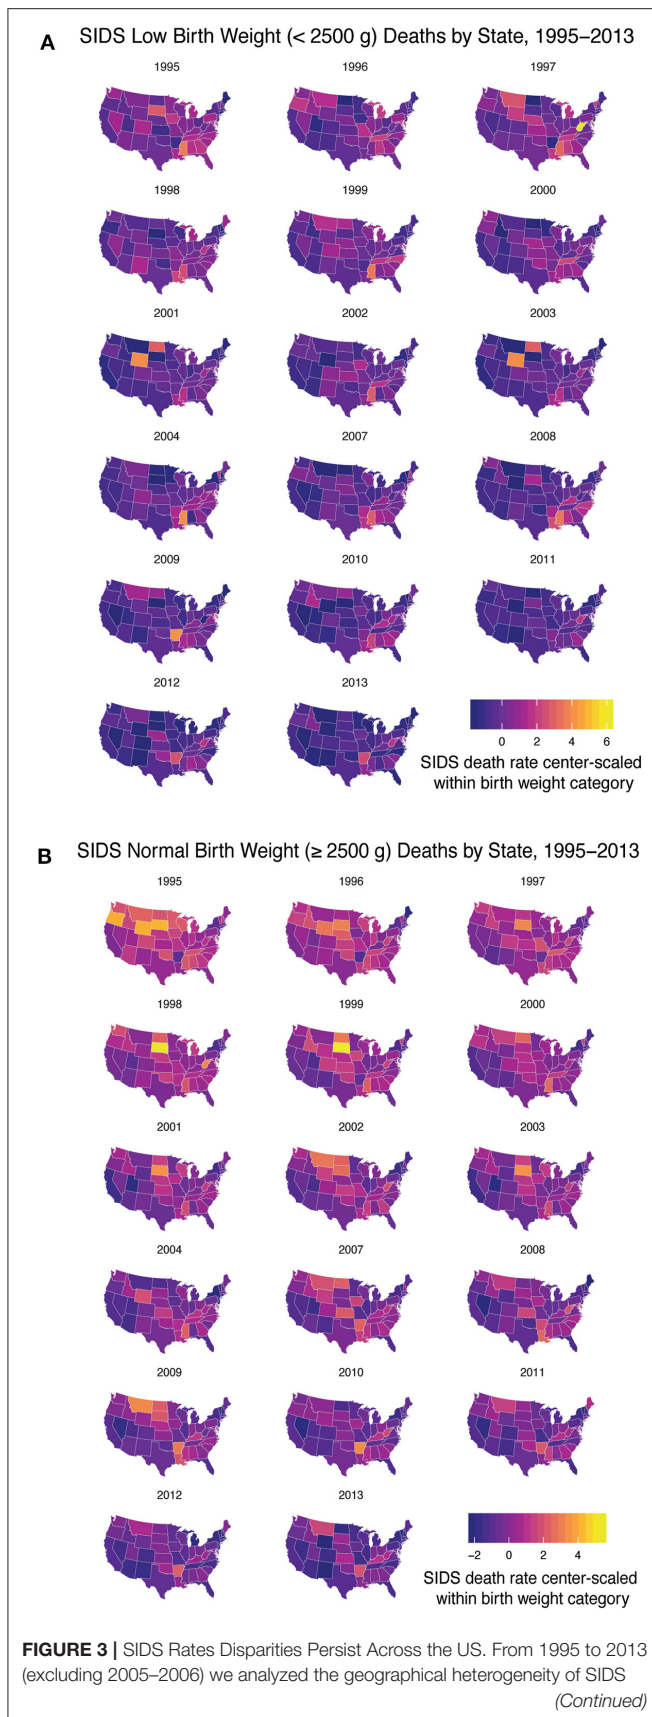 A SIDS Low Birth Weight (< 2500 g) Deaths by State, 1995–2013
1995 1996 1997
1998 1999 2000
2001 2002 2003
2004 2007 2008
2009 2010 2011
2012 2013
0 2 4 6
SIDS death rate center-scaled
within birth weight category
B SIDS Normal Birth Weight (≥ 2500 g) Deaths by State, 1995–2013
1995 1996 1997
1998 1999 2000
2001 2002 2003
2004 2007 2008
2009 2010 2011
2012 2013
−2 0 2 4
SIDS death rate center-scaled
within birth weight category
FIGURE 3 | SIDS Rates Disparities Persist Across the US. From 1995 to 2013
(excluding 2005–2006) we analyzed the geographical heterogeneity of SIDS
(Continued)